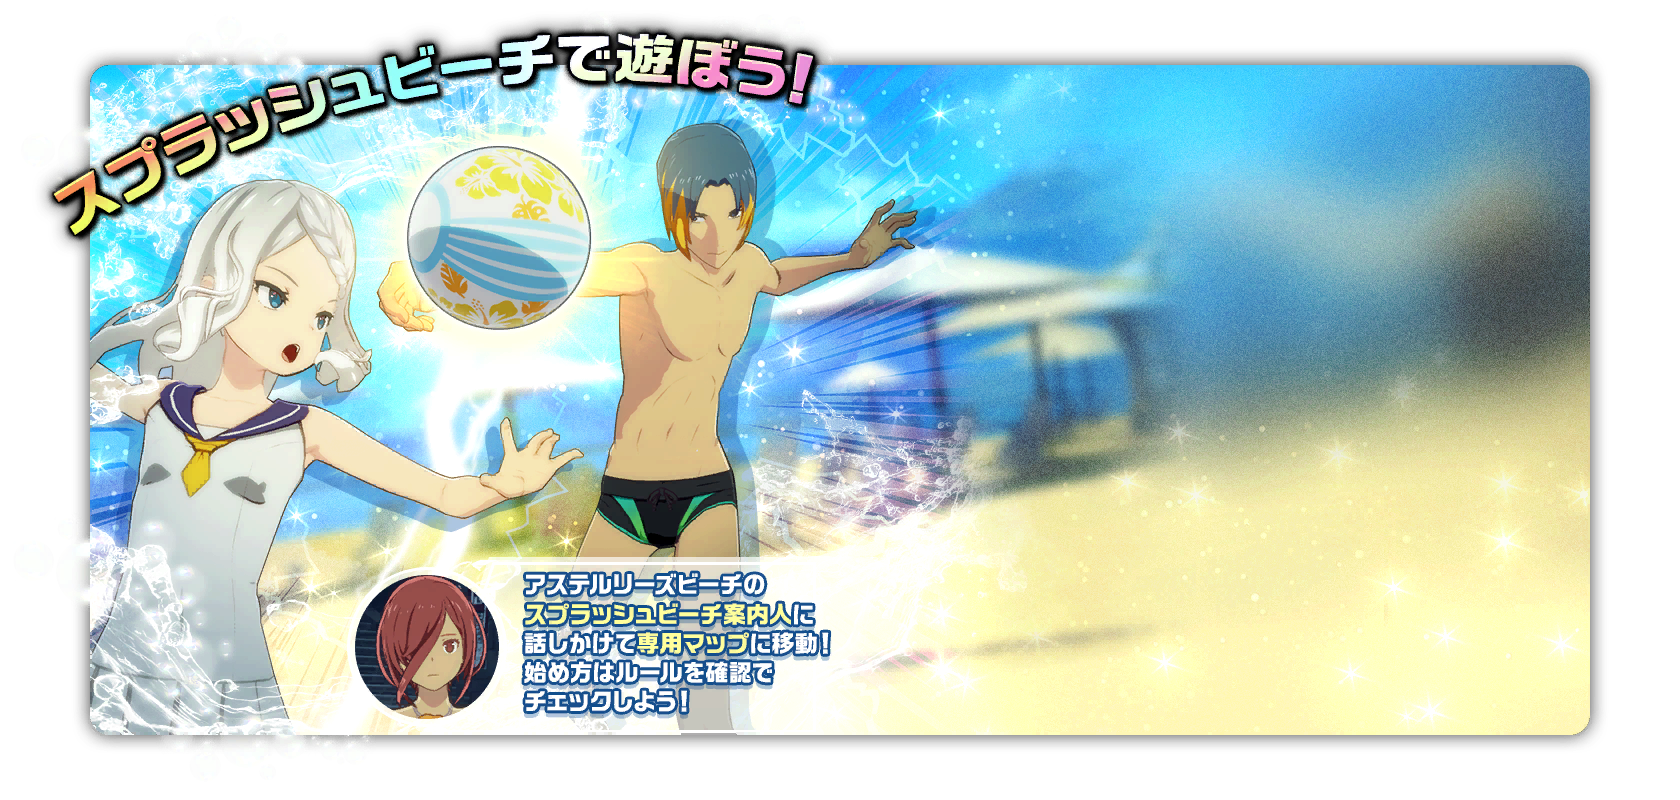 スプラッシュビーチで遊ぼう!
アステルリーズビーチの
スプラッシュビーチ案内人に
話しかけて専用マップに移動!
始め方はルールを確認で
チェックしよう!